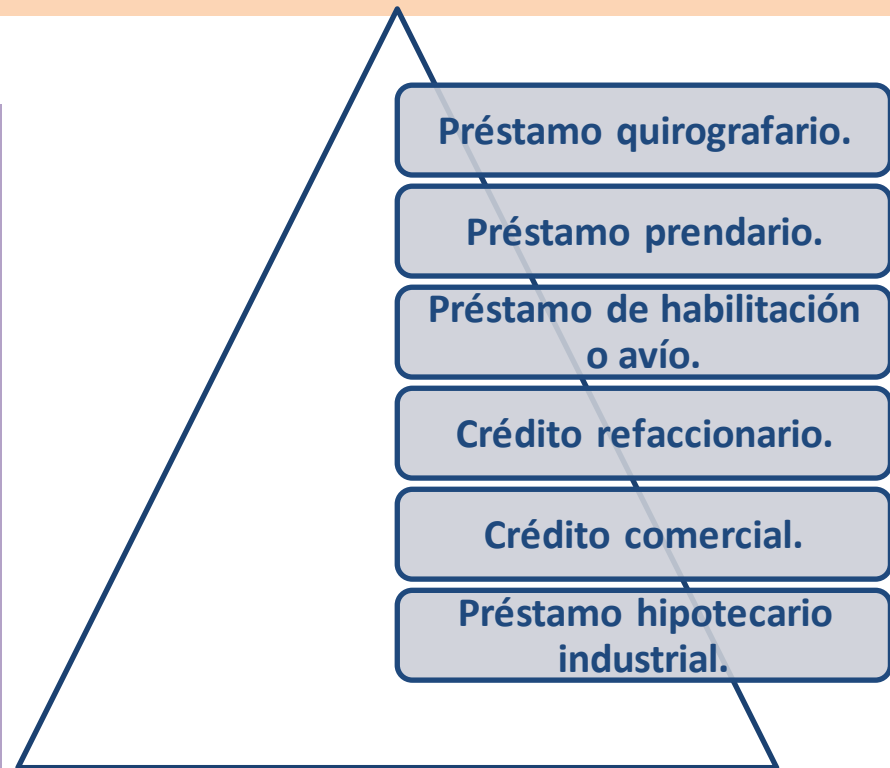 Préstamo quirografario.
Préstamo prendario.
Préstamo de habilitación
o avío.
Crédito refaccionario.
Crédito comercial.
Préstamo hipotecario
industrial.